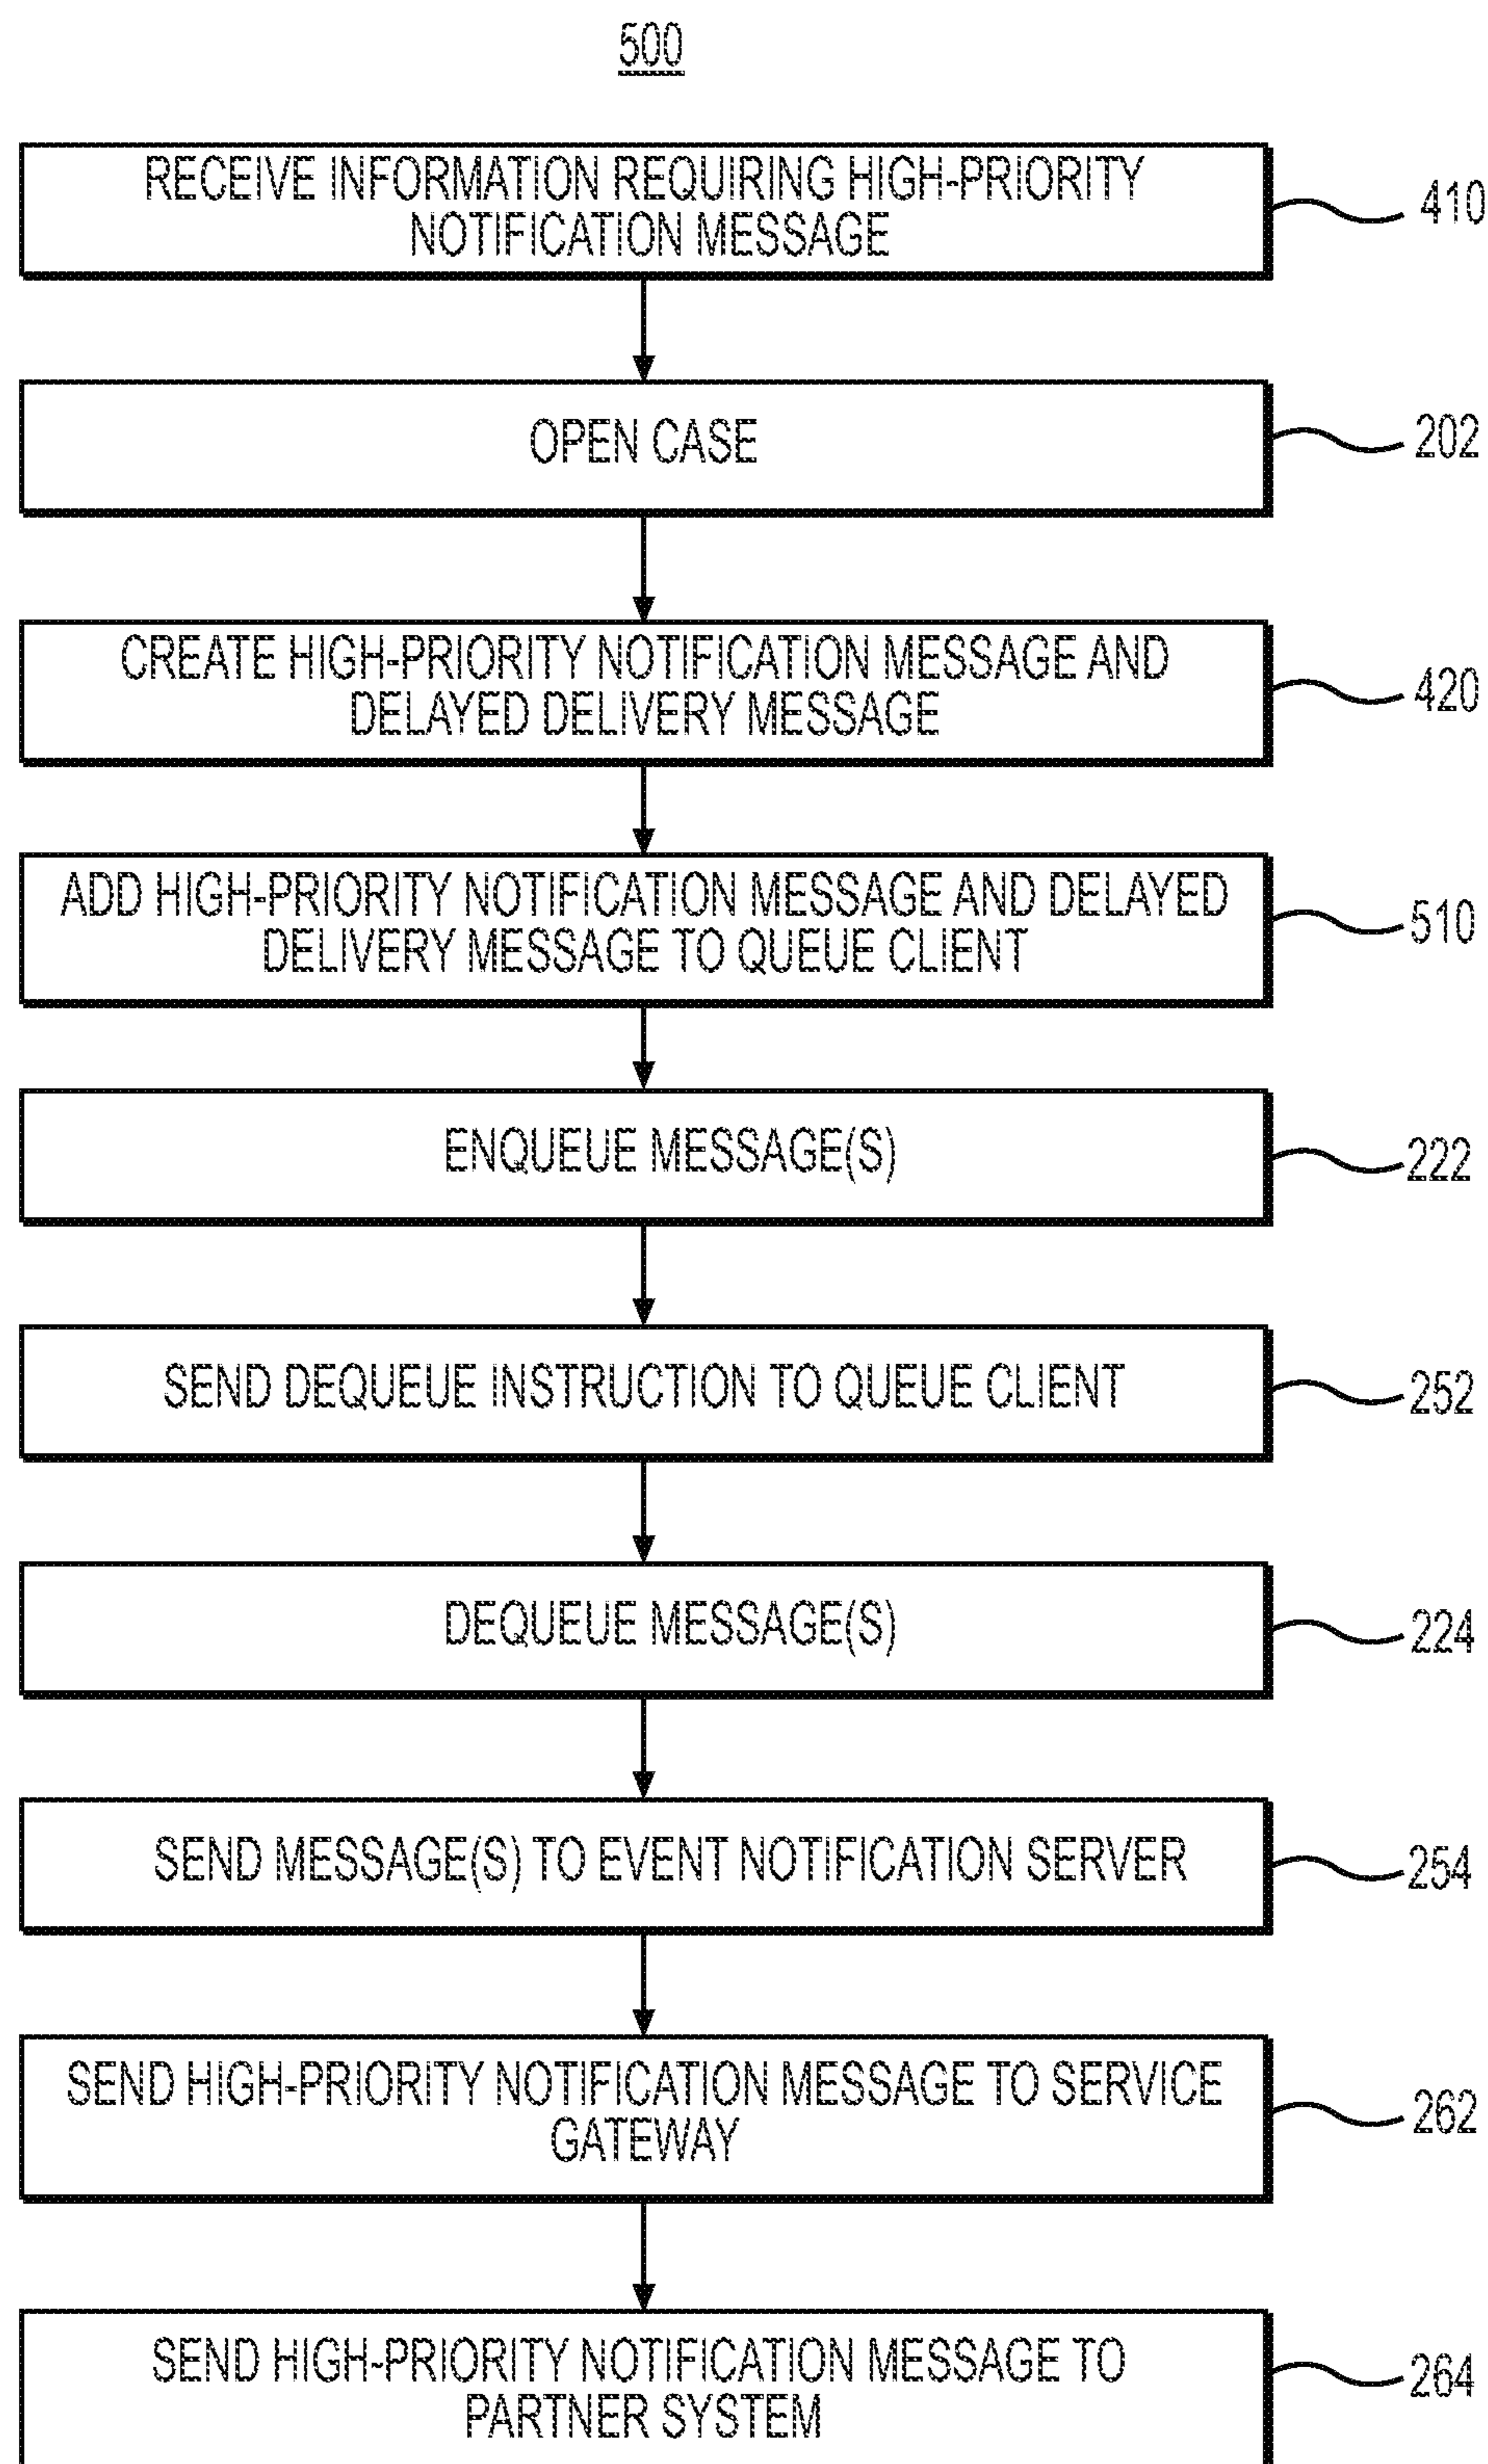 500
RECEIVE INFORMATION REQUIRING HIGH-PRIORITY
NOTIFICATION MESSAGE
410
OPEN CASE
202
CREATE HIGH-PRIORITY NOTIFICATION MESSAGE AND
DELAYED DELIVERY MESSAGE
420
ADD HIGH-PRIORITY NOTIFICATION MESSAGE AND DELAYED
DELIVERY MESSAGE TO QUEUE CLIENT
510
ENQUEUE MESSAGE(S)
222
SEND DEQUEUE INSTRUCTION TO QUEUE CLIENT
252
DEQUEUE MESSAGE(S)
224
SEND MESSAGE(S) TO EVENT NOTIFICATION SERVER
254
SEND HIGH-PRIORITY NOTIFICATION MESSAGE TO SERVICE
GATEWAY
262
SEND HIGH-PRIORITY NOTIFICATION MESSAGE TO
PARTNER SYSTEM
264